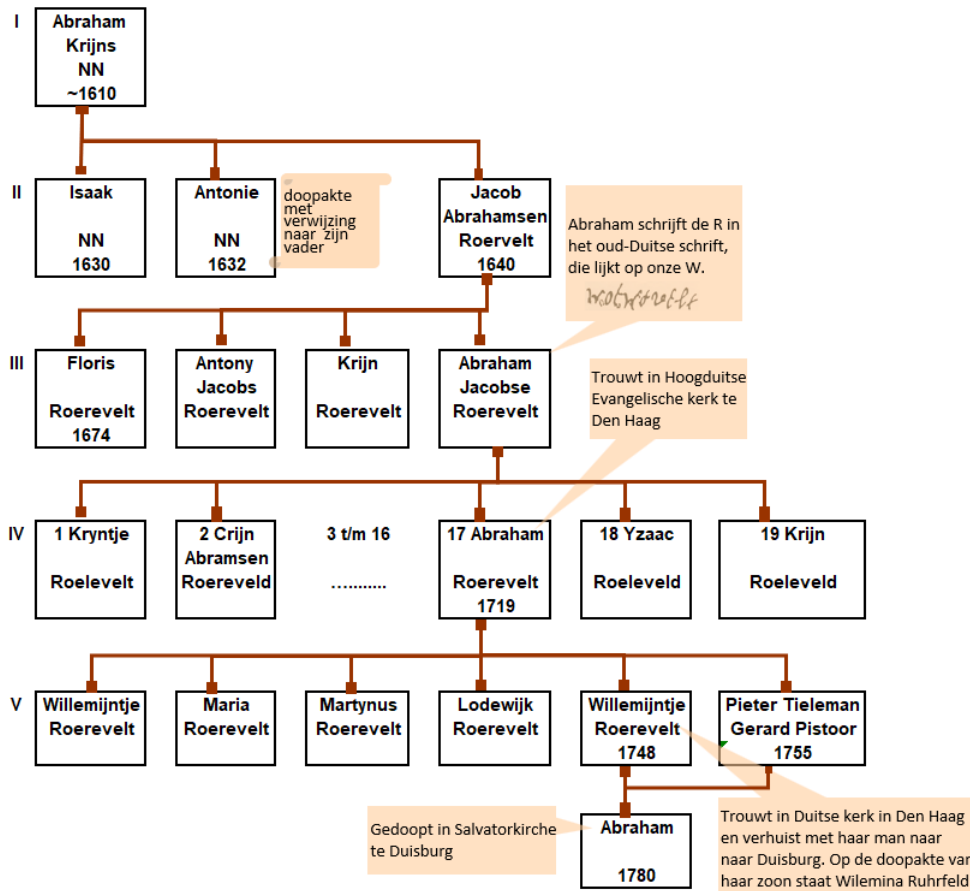 I
Abraham
Krijns
NN
~1610
II
Isaak
NN
1630
Antonie
NN
1632
doopakte
met
verwijzing
naar zijn
vader
Jacob
Abrahamsen
Roervelt
1640
Abraham schrijft de R in
het oud-Duitse schrift,
die lijkt op onze W.
III
Floris
Roerevelt
1674
Antony
Jacobs
Roerevelt
Krijn
Roerevelt
Abraham
Jacobse
Roerevelt
Trouwt in Hoogduitse
Evangelische kerk te
Den Haag
IV
1 Kryntje
Roelevelt
2 Crijn
Abramsen
Roereveld
3 t/m 16
…........
17 Abraham
Roerevelt
1719
18 Yzaac
Roeleveld
19 Krijn
Roeleveld
V
Willemijntje
Roerevelt
Maria
Roerevelt
Martynus
Roerevelt
Lodewijk
Roerevelt
Willemijntje
Roerevelt
1748
Pieter Tieleman
Gerard Pistoor
1755
Gedoopt in Salvatorkirche
te Duisburg
Abraham
1780
Trouwt in Duitse kerk in Den Haag
en verhuist met haar man naar
naar Duisburg. Op de doopakte van
haar zoon staat Wilemina Ruhrfeld